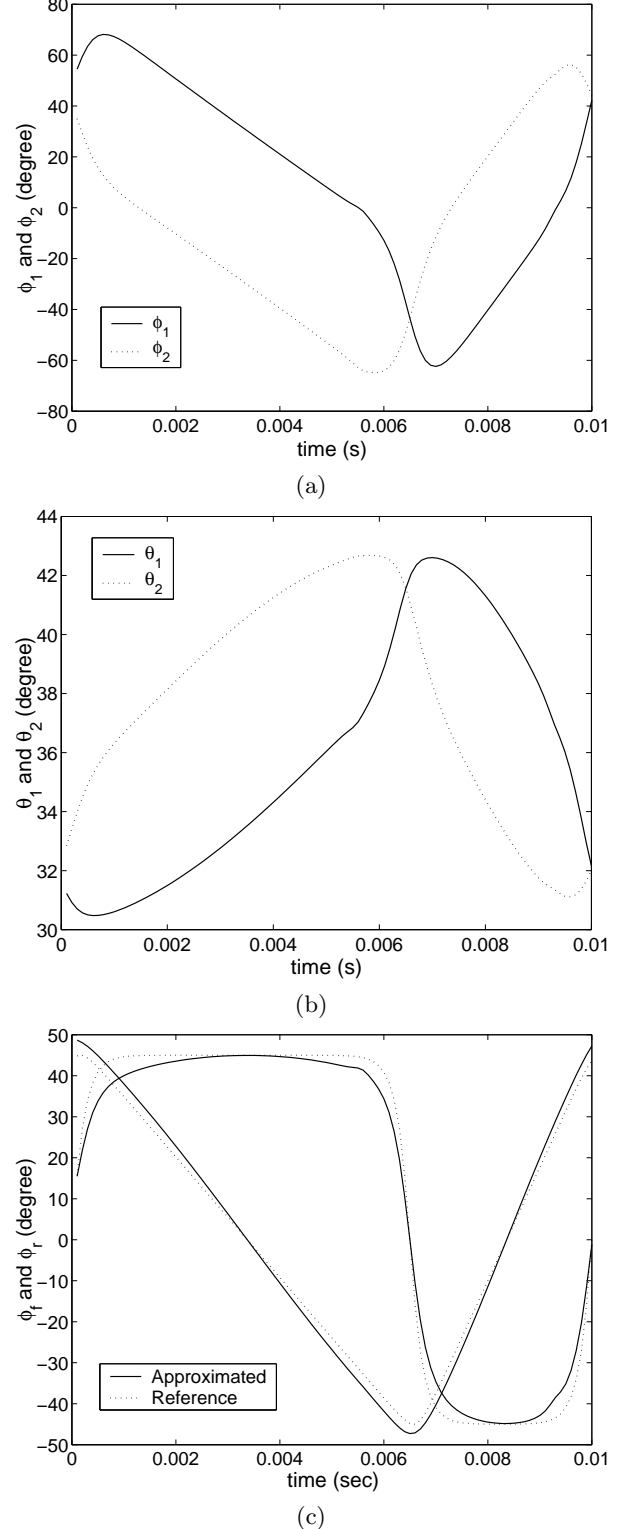 80
60
40
20
0
−20
−40
−60
−80
ϕ1 and ϕ2 (degree)
ϕ1
ϕ2
0 0.002 0.004 0.006 0.008 0.01
time (s)
(a)
44
42
40
38
36
34
32
30
θ1 and θ2 (degree)
θ1
θ2
0 0.002 0.004 0.006 0.008 0.01
time (s)
(b)
50
40
30
20
10
0
−10
−20
−30
−40
−50
ϕf and ϕr (degree)
Approximated
Reference
0 0.002 0.004 0.006 0.008 0.01
time (sec)
(c)